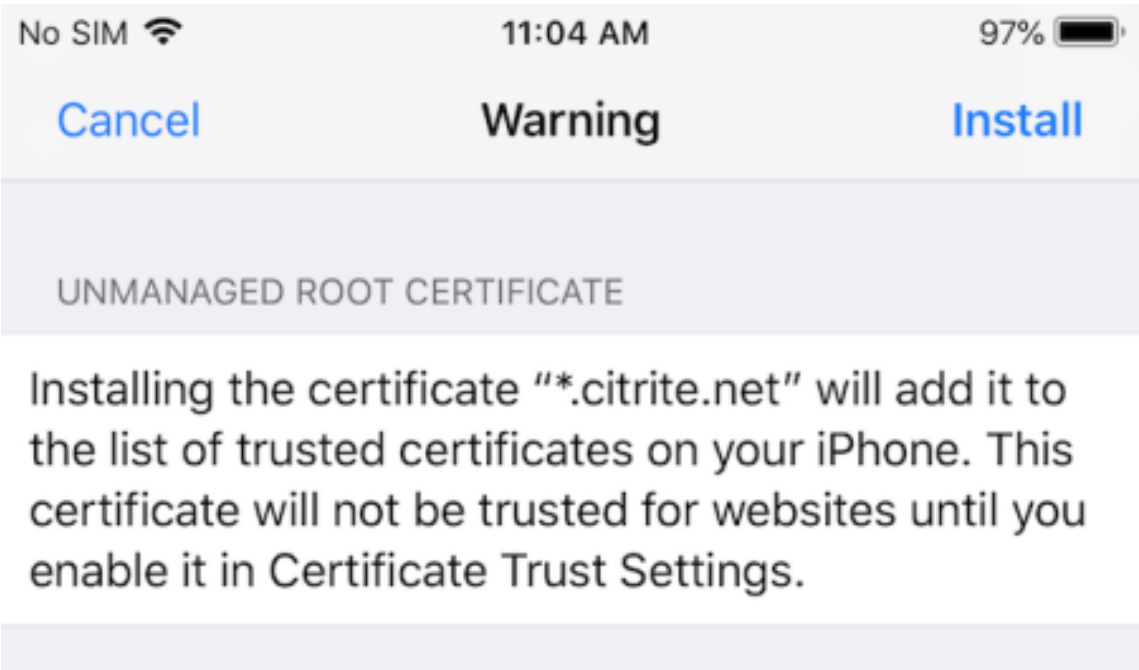 No SIM 11:04 AM 97%
Cancel Warning Install
UNMANAGED ROOT CERTIFICATE
Installing the certificate “*.citrite.net” will add it to
the list of trusted certificates on your iPhone. This
certificate will not be trusted for websites until you
enable it in Certificate Trust Settings.